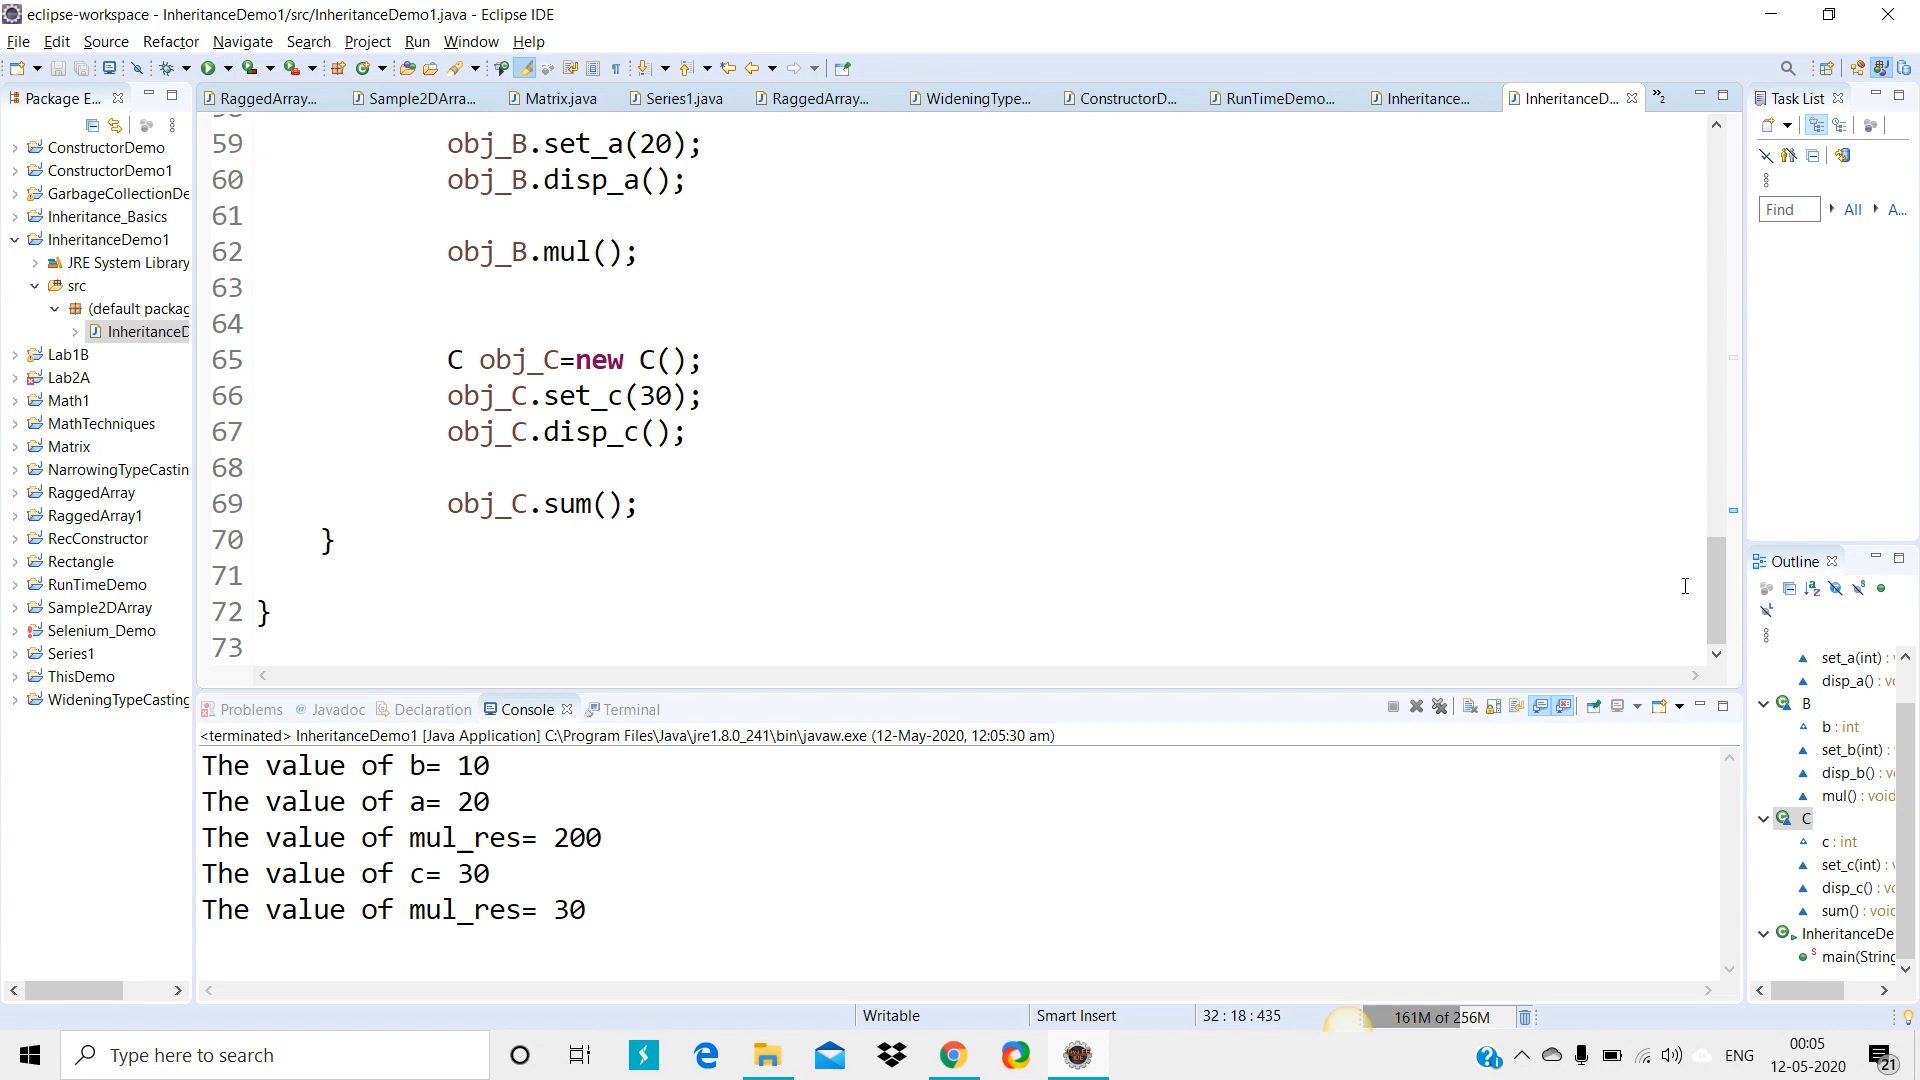 eclipse-workspace - InheritanceDemo1/src/InheritanceDemo1.java - Eclipse IDE
File Edit Source Refactor Navigate Search Project Run Window Help
Package E...
RaggedArray... Sample2DArra... Matrix.java Series1.java RaggedArray... WideningType... ConstructorD... RunTimeDemo... Inheritance... InheritanceD... »2
Task List
ConstructorDemo
ConstructorDemo1
GarbageCollectionDe
Inheritance_Basics
InheritanceDemo1
JRE System Library
src
(default packag
InheritanceD
Lab1B
Lab2A
Math1
MathTechniques
Matrix
NarrowingTypeCastin
RaggedArray
RaggedArray1
RecConstructor
Rectangle
RunTimeDemo
Sample2DArray
Selenium_Demo
Series1
ThisDemo
WideningTypeCasting
59 obj_B.set_a(20);
60 obj_B.disp_a();
61
62 obj_B.mul();
63
64
65 C obj_C=new C();
66 obj_C.set_c(30);
67 obj_C.disp_c();
68
69 obj_C.sum();
70 }
71
72 }
73
Find All A...
Outline
set_a(int) :
disp_a() : vo
B
b : int
set_b(int) :
disp_b() : v
mul() : void
C
c : int
set_c(int) :
disp_c() : vo
sum() : voic
InheritanceDe
main(String
Problems Javadoc Declaration Console Terminal
<terminated> InheritanceDemo1 [Java Application] C:\Program Files\Java\jre1.8.0_241\bin\javaw.exe (12-May-2020, 12:05:30 am)
The value of b= 10
The value of a= 20
The value of mul_res= 200
The value of c= 30
The value of mul_res= 30
Writable Smart Insert 32 : 18 : 435 161M of 256M
Type here to search
ENG
00:05
12-05-2020
21